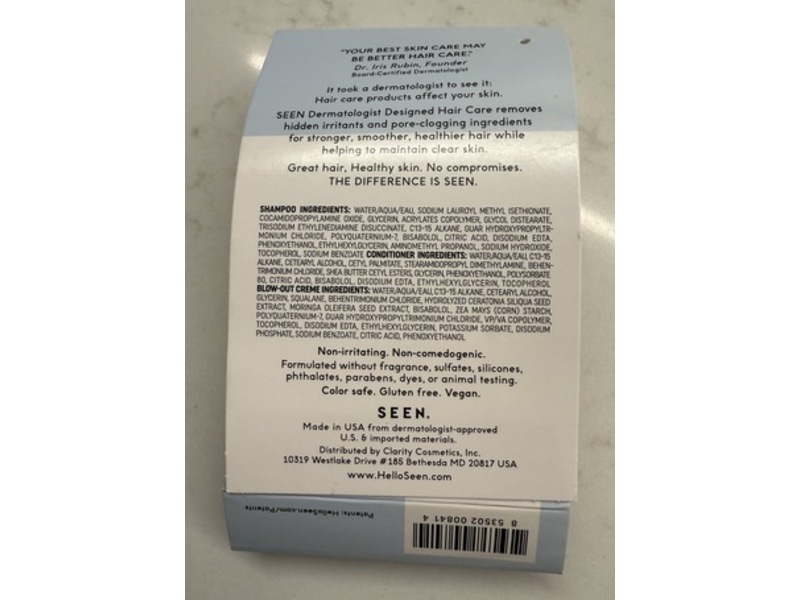 "YOUR BEST SKIN CARE MAY
BE BETTER HAIR CARE."
Dr. Iris Rubin, Founder
Board-Certified Dermatologist
It took a dermatologist to see it:
Hair care products affect your skin.
SEEN Dermatologist Designed Hair Care removes
hidden irritants and pore-clogging ingredients
for stronger, smoother, healthier hair while
helping to maintain clear skin.
Great hair, Healthy skin. No compromises.
THE DIFFERENCE IS SEEN.
SHAMPOO INGREDIENTS: WATER/AQUA/EAU, SODIUM LAUROYL METHYL ISETHIONATE,
COCAMIDOPROPYLAMINE OXIDE, GLYCERIN, ACRYLATES COPOLYMER, GLYCOL DISTEARATE,
TRISODIUM ETHYLENEDIAMINE DISUCCINATE, C13-15 ALKANE, GUAR HYDROXYPROPYLTR-
MONIUM CHLORIDE, POLYQUATERNIUM-7, BISABOLOL, CITRIC ACID, DISODIUM EDTA,
PHENOXYETHANOL, ETHYLHEXYLGLYCERIN, AMINOMETHYL PROPANOL, SODIUM HYDROXIDE,
TOCOPHEROL, SODIUM BENZOATE CONDITIONER INGREDIENTS: WATER/AQUA/EAU, C13-15
ALKANE, CETEARYL ALCOHOL, CETYL PALMITATE, STEARAMIDOPROPYL DIMETHYLAMINE, BEHEN-
TRIMONIUM CHLORIDE, SHEA BUTTER CETYL ESTERS, GLYCERIN, PHENOXYETHANOL, POLYSORBATE
80, CITRIC ACID, BISABOLOL, DISODIUM EDTA, ETHYLHEXYLGLYCERIN, TOCOPHEROL
BLOW-OUT CREME INGREDIENTS: WATER/AQUA/EAU, C13-15 ALKANE, CETEARYL ALCOHOL,
GLYCERIN, SQUALANE, BEHENTRIMONIUM CHLORIDE, HYDROLYZED CERATONIA SILIQUA SEED
EXTRACT, MORINGA OLEIFERA SEED EXTRACT, BISABOLOL, ZEA MAYS (CORN) STARCH,
POLYQUATERNIUM-7, GUAR HYDROXYPROPYLTRIMONIUM CHLORIDE, VP/VA COPOLYMER,
TOCOPHEROL, DISODIUM EDTA, ETHYLHEXYLGLYCERIN, POTASSIUM SORBATE, DISODIUM
PHOSPHATE, SODIUM BENZOATE, CITRIC ACID, PHENOXYETHANOL
Non-irritating. Non-comedogenic.
Formulated without fragrance, sulfates, silicones,
phthalates, parabens, dyes, or animal testing.
Color safe. Gluten free. Vegan.
SEEN.
Made in USA from dermatologist-approved
U.S. & imported materials.
Distributed by Clarity Cosmetics, Inc.
10319 Westlake Drive #185 Bethesda MD 20817 USA
www.HelloSeen.com
Patents: HelloSeen.com/Patents
8 53502 00841 4